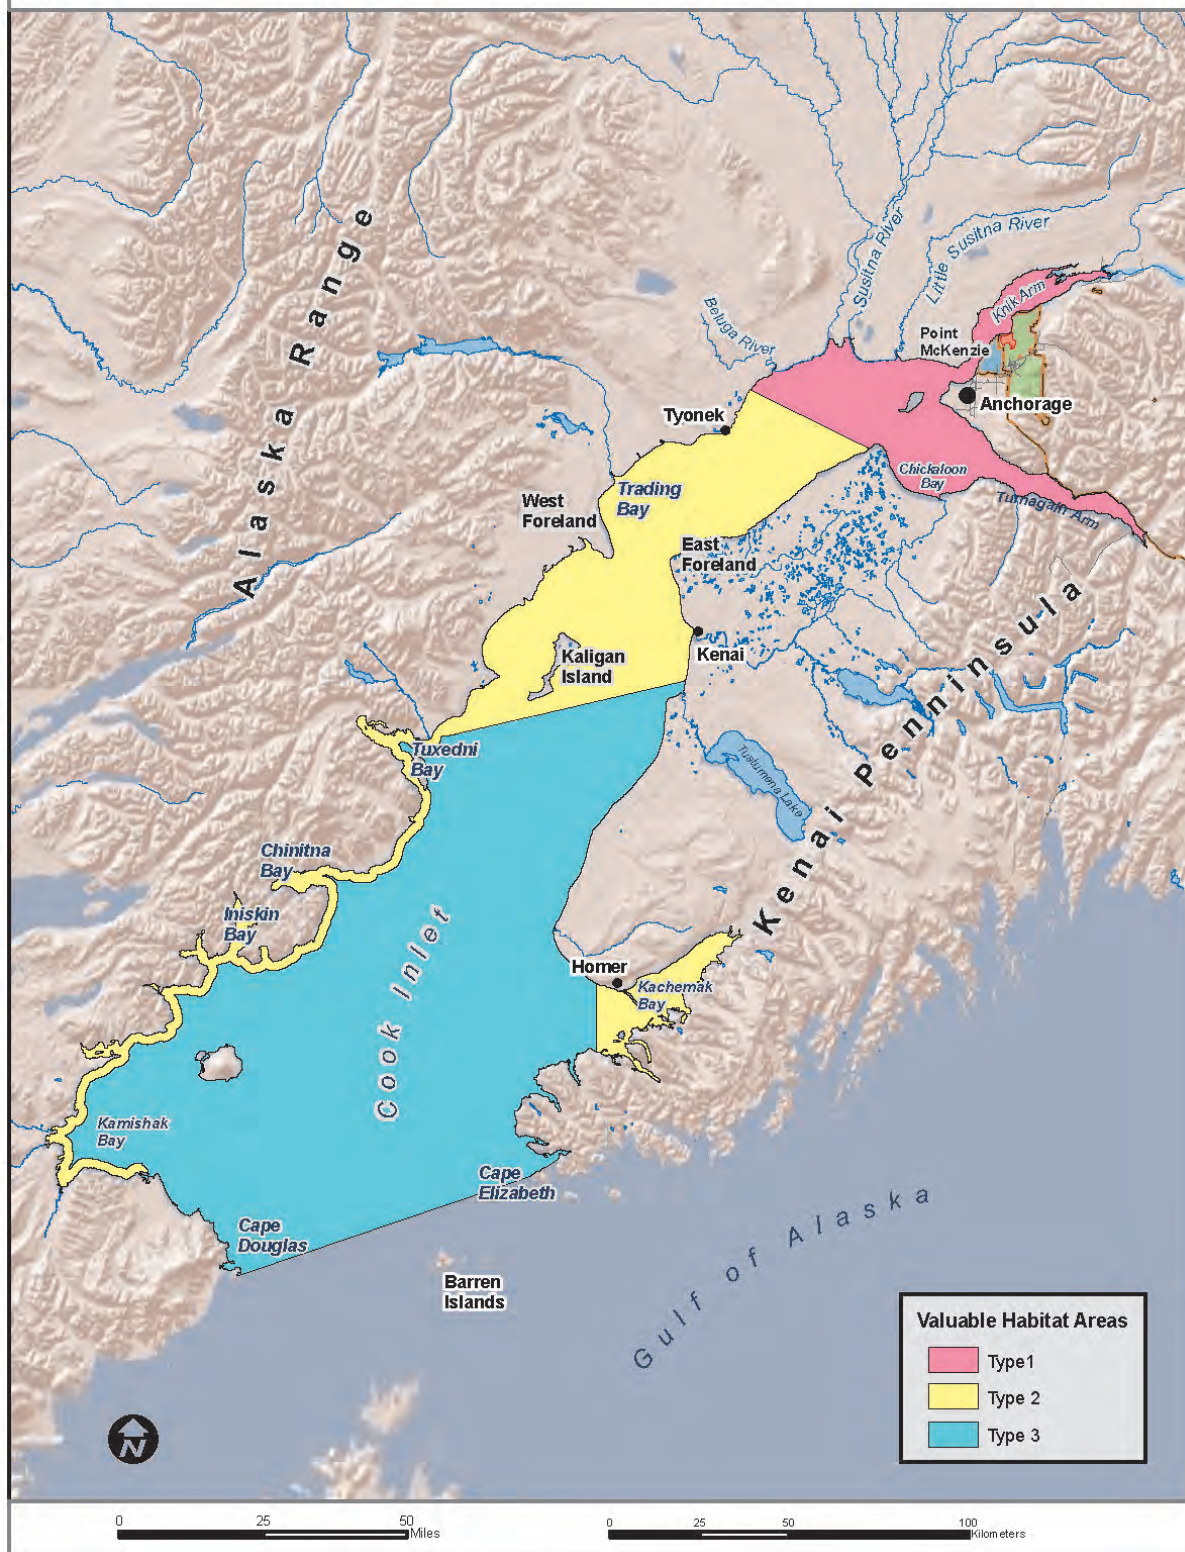 Susitna River
Little Susitna River
Knik Arm
Beluga River
Point
McKenzie
Anchorage
Tyonek
Alaska Range
Chickaloon
Bay
Turnagain Arm
Trading
Bay
West
Foreland
East
Foreland
Kenai
Kaligan
Island
Kenai Penninsula
Tuxedni
Bay
Tustumena Lake
Chinitna
Bay
Iniskin
Bay
Cook Inlet
Homer
Kachemak
Bay
Kamishak
Bay
Cape
Elizabeth
Cape
Douglas
Gulf of Alaska
Barren
Islands
Valuable Habitat Areas
Type1
Type 2
Type 3
N
0 25 50 Miles
0 25 50 100 Kilometers